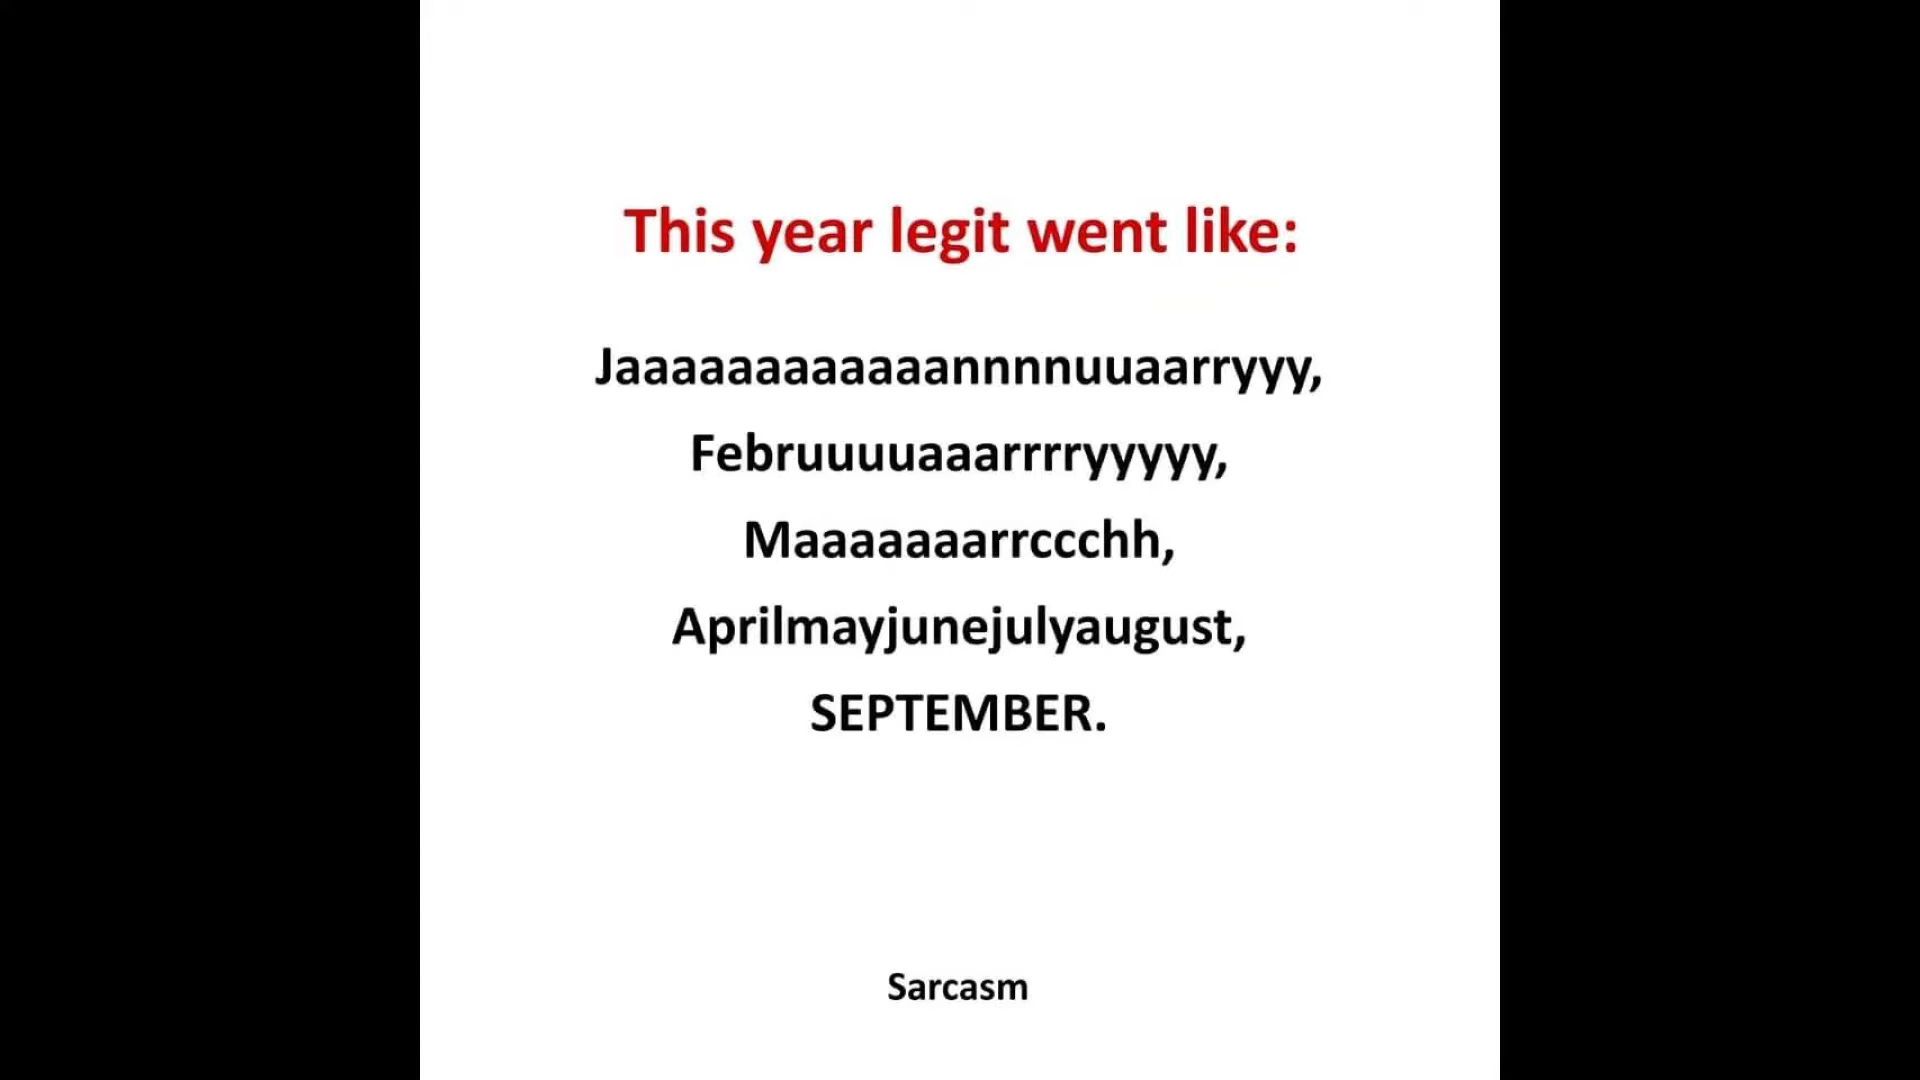 This year legit went like:
Jaaaaaaaaaaaannnnuuaarryyy,
Februuuuaaarrrryyyyy,
Maaaaaaarrccchh,
Aprilmayjunejulyaugust,
SEPTEMBER.
Sarcasm